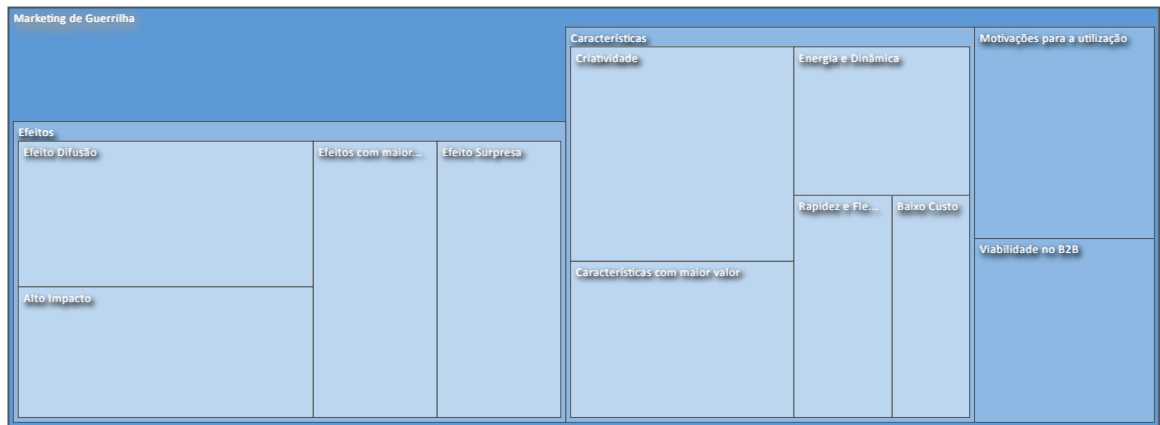 Marketing de Guerrilha
Características
Motivações para a utilização
Criatividade
Energia e Dinâmica
Efeitos
Efeito Difusão
Efeitos com maior...
Efeito Surpresa
Rapidez e Fle...
Baixo Custo
Viabilidade no B2B
Características com maior valor
Alto Impacto